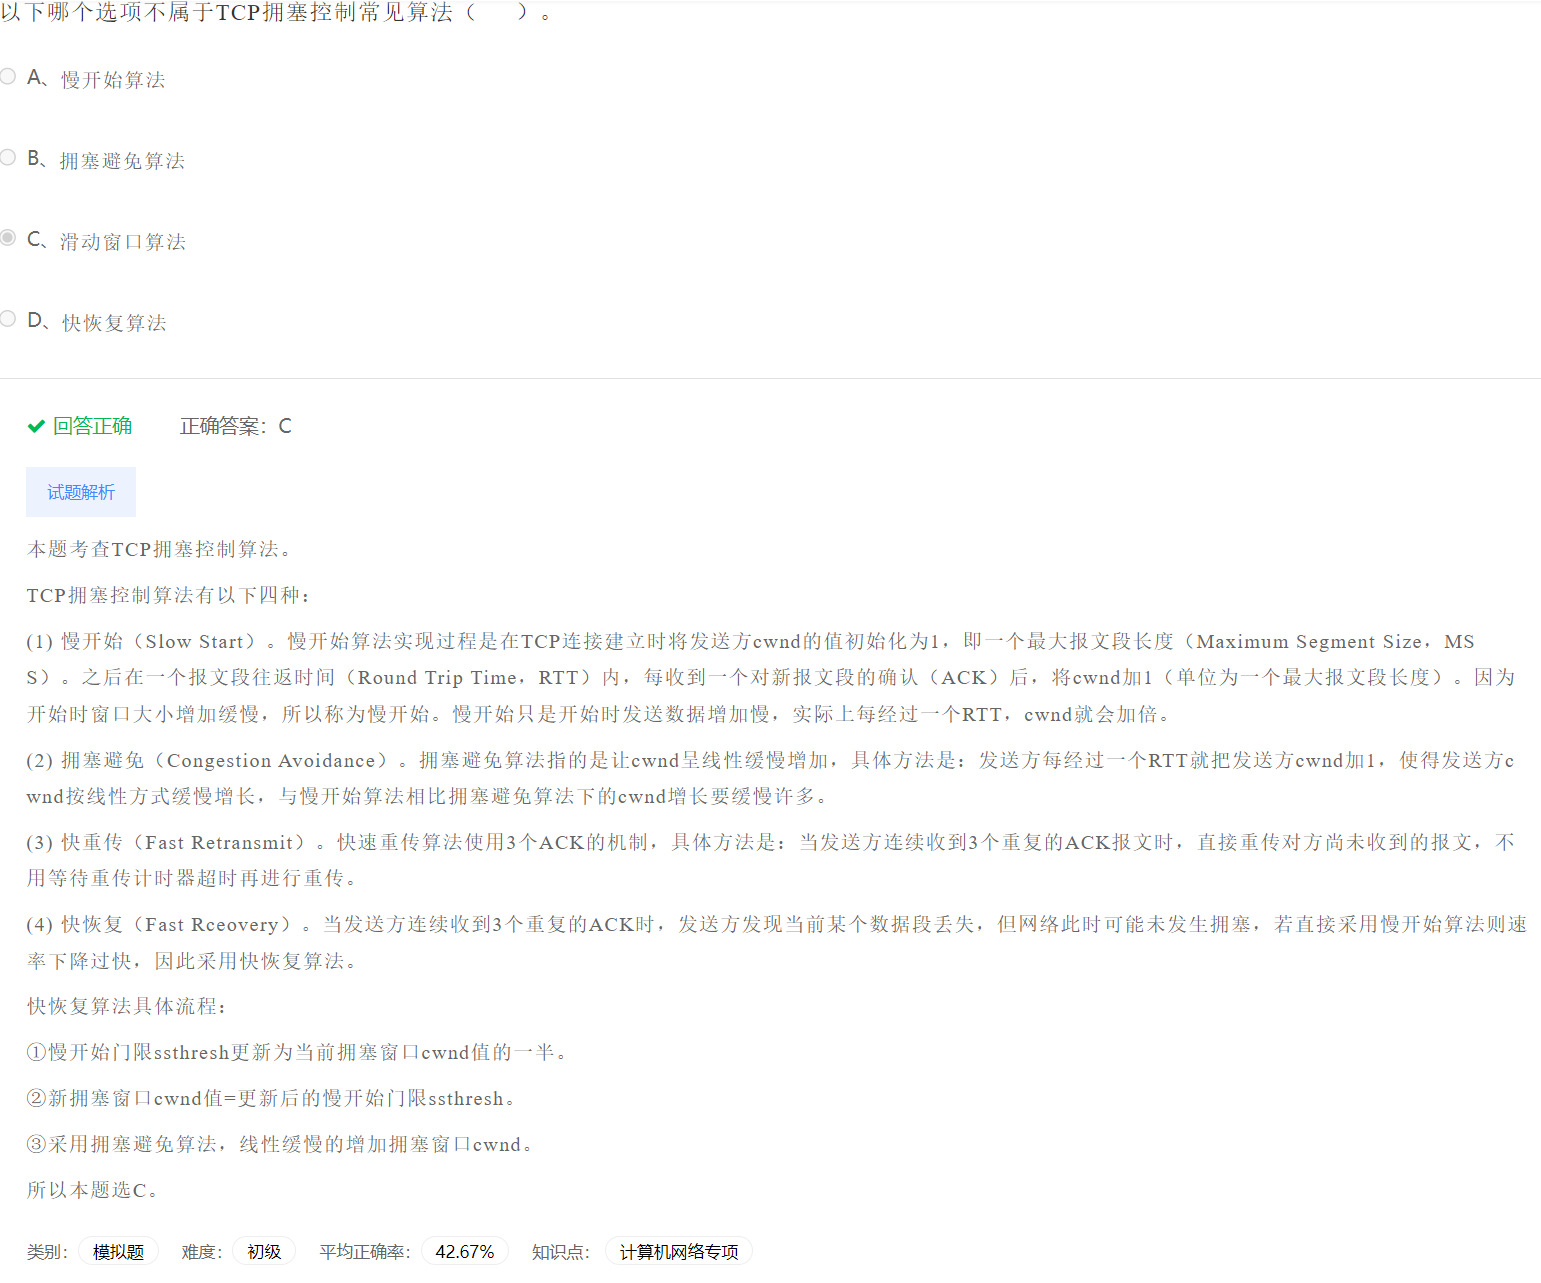 以下哪个选项不属于TCP拥塞控制常见算法（　　）。
A、慢开始算法
B、拥塞避免算法
C、滑动窗口算法
D、快恢复算法
回答正确 正确答案：C
试题解析
本题考查TCP拥塞控制算法。
TCP拥塞控制算法有以下四种：
(1) 慢开始（Slow Start）。慢开始算法实现过程是在TCP连接建立时将发送方cwnd的值初始化为1，即一个最大报文段长度（Maximum Segment Size，MS
S）。之后在一个报文段往返时间（Round Trip Time，RTT）内，每收到一个对新报文段的确认（ACK）后，将cwnd加1（单位为一个最大报文段长度）。因为
开始时窗口大小增加缓慢，所以称为慢开始。慢开始只是开始时发送数据增加慢，实际上每经过一个RTT，cwnd就会加倍。
(2) 拥塞避免（Congestion Avoidance）。拥塞避免算法指的是让cwnd呈线性缓慢增加，具体方法是：发送方每经过一个RTT就把发送方cwnd加1，使得发送方c
wnd按线性方式缓慢增长，与慢开始算法相比拥塞避免算法下的cwnd增长要缓慢许多。
(3) 快重传（Fast Retransmit）。快速重传算法使用3个ACK的机制，具体方法是：当发送方连续收到3个重复的ACK报文时，直接重传对方尚未收到的报文，不
用等待重传计时器超时再进行重传。
(4) 快恢复（Fast Rceovery）。当发送方连续收到3个重复的ACK时，发送方发现当前某个数据段丢失，但网络此时可能未发生拥塞，若直接采用慢开始算法则速
率下降过快，因此采用快恢复算法。
快恢复算法具体流程：
①慢开始门限ssthresh更新为当前拥塞窗口cwnd值的一半。
②新拥塞窗口cwnd值=更新后的慢开始门限ssthresh。
③采用拥塞避免算法，线性缓慢的增加拥塞窗口cwnd。
所以本题选C。
类别： 模拟题 难度： 初级 平均正确率： 42.67% 知识点： 计算机网络专项